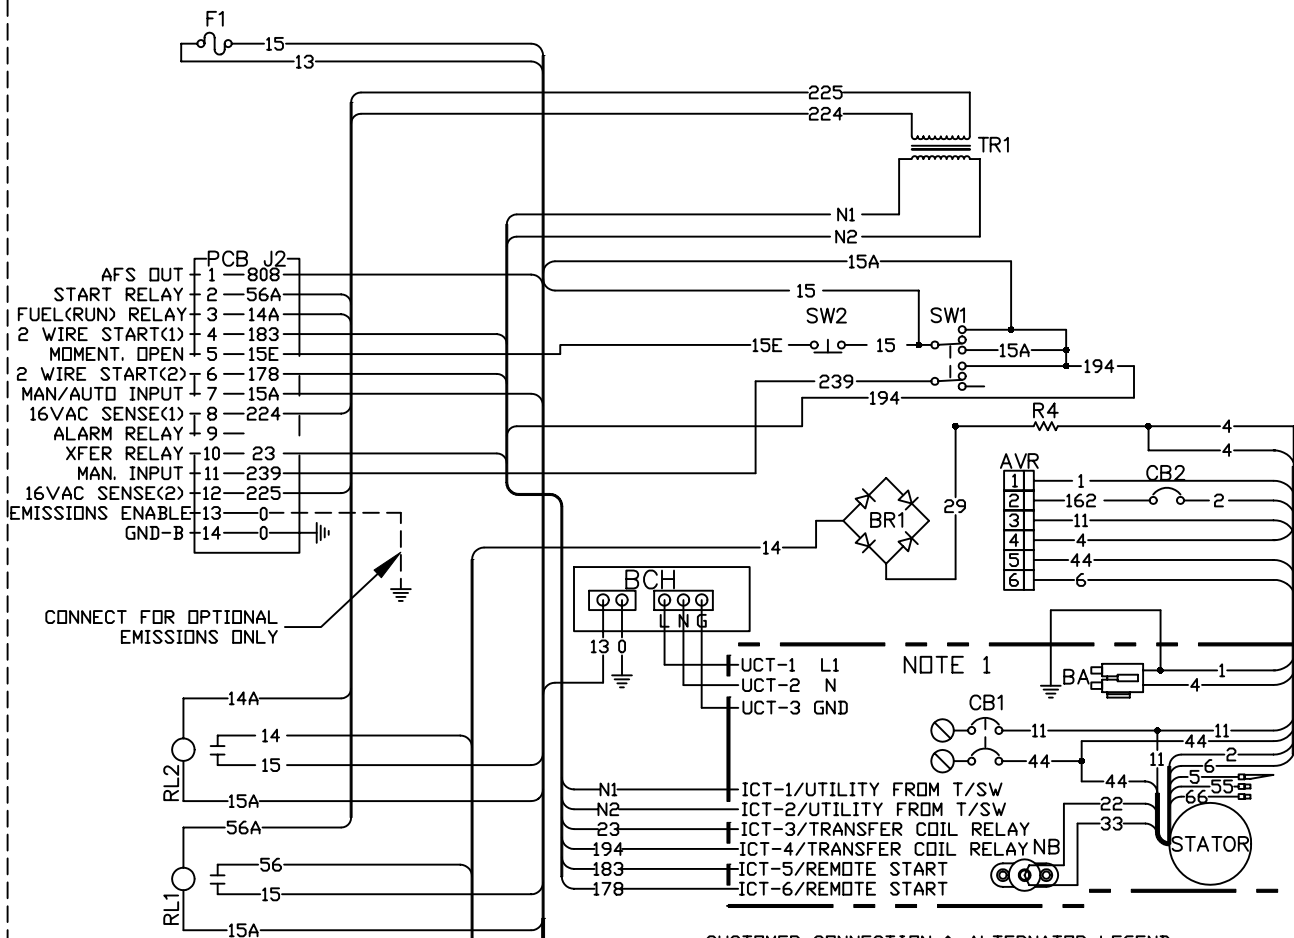 F1
15
13
225
224
TR1
N1
N2
PCB J2
AFS OUT 1 808
START RELAY 2 56A
FUEL(RUN) RELAY 3 14A
2 WIRE START(1) 4 183
MOMENT. OPEN 5 15E
2 WIRE START(2) 6 178
MAN/AUTO INPUT 7 15A
16VAC SENSE(1) 8 224
ALARM RELAY 9
XFER RELAY 10 23
MAN. INPUT 11 239
16VAC SENSE(2) 12 225
EMISSIONS ENABLE 13 0
GND-B 14 0
CONNECT FOR OPTIONAL
EMISSIONS ONLY
15A
15
SW2 SW1
15E 15 15A
194
239
194
R4
4
4
AVR
1 1
2 162 CB2 2
3 11
4 4
5 44
6 6
29
BR1
14
BCH
L N G
13 0
UCT-1 L1
UCT-2 N
UCT-3 GND
NOTE 1
BA
1
4
CB1
11 11
44 44
11
2
6
5
55
66
44
22
33
STATOR
NB
N1 ICT-1/UTILITY FROM T/SW
N2 ICT-2/UTILITY FROM T/SW
23 ICT-3/TRANSFER COIL RELAY
194 ICT-4/TRANSFER COIL RELAY
183 ICT-5/REMOTE START
178 ICT-6/REMOTE START
14A
14
15
RL2
15A
56A
56
15
RL1
15A
CUSTOMER CONNECTION & ALTERNATOR LEGEND